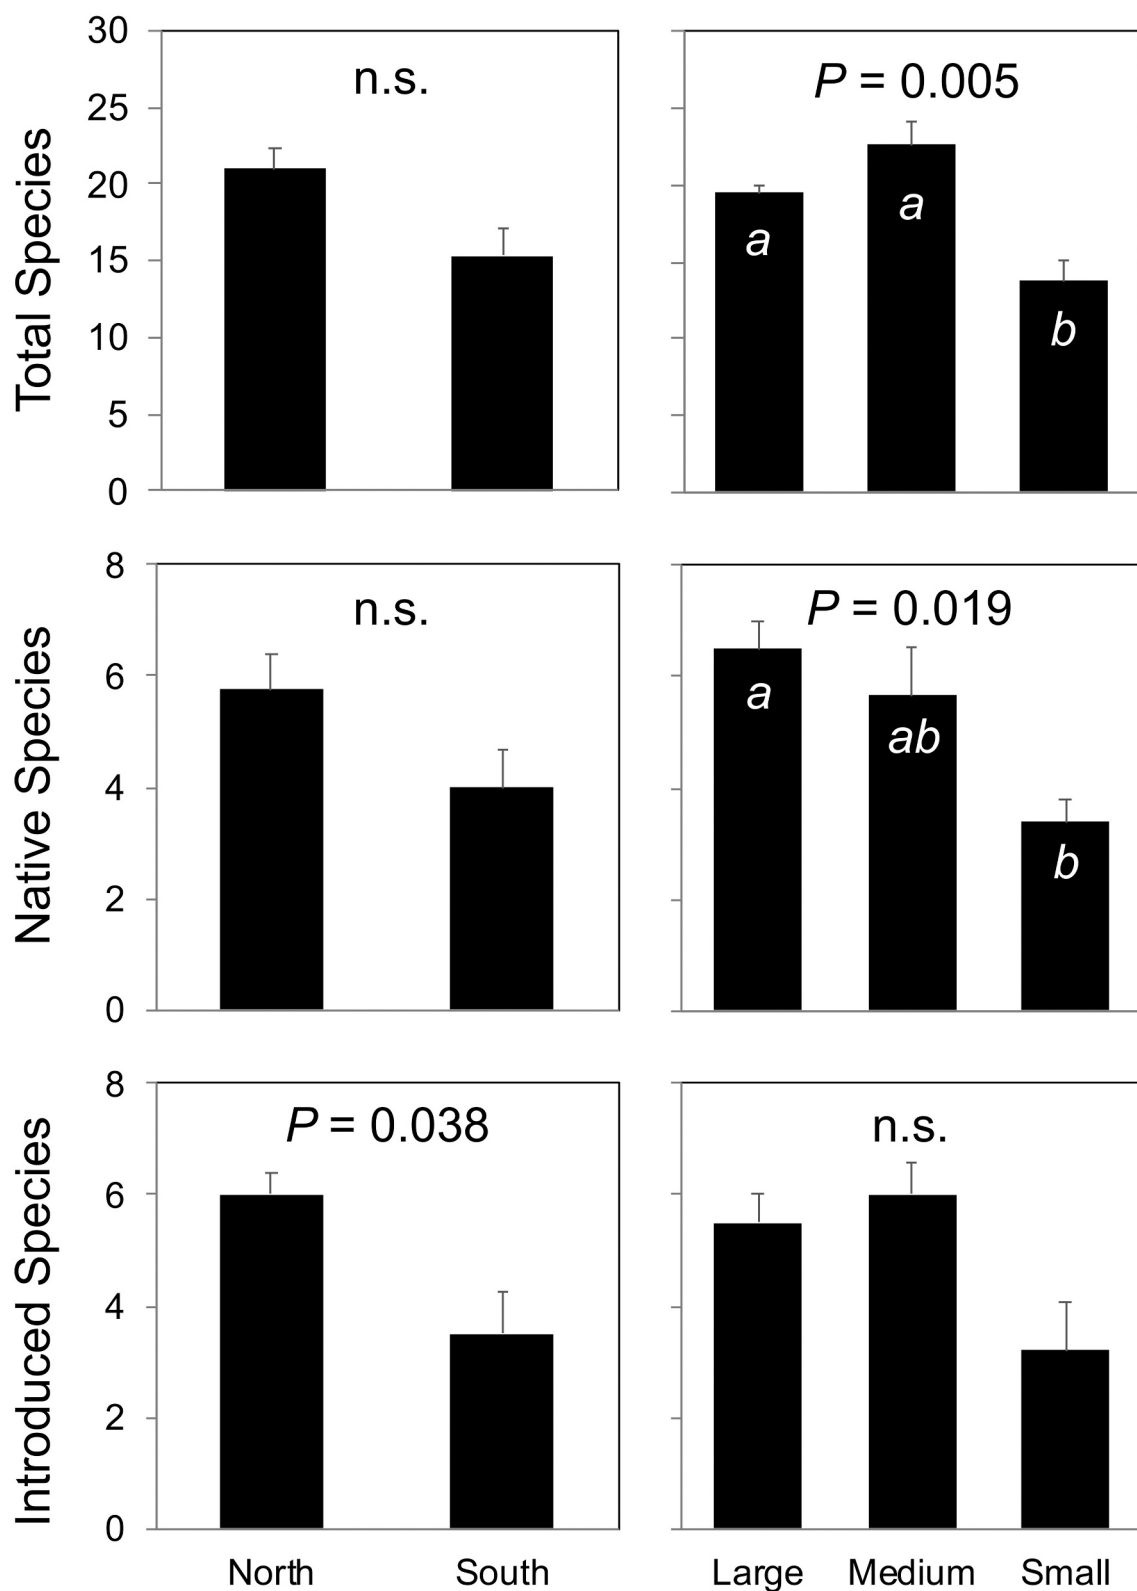 Total Species
30
25
20
15
10
5
0
n.s.
P = 0.005
a
a
b
Native Species
8
6
4
2
0
n.s.
P = 0.019
a
ab
b
Introduced Species
8
6
4
2
0
P = 0.038
n.s.
North South
Large Medium Small